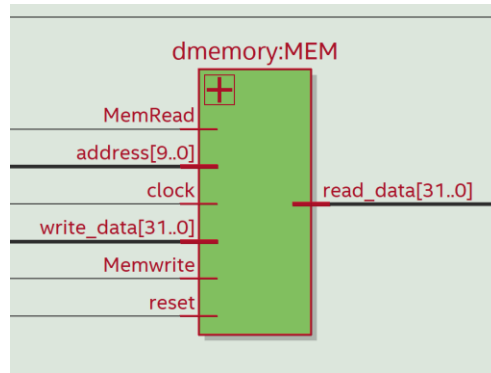 dmemory:MEM
MemRead
address[9..0]
clock
read_data[31..0]
write_data[31..0]
Memwrite
reset